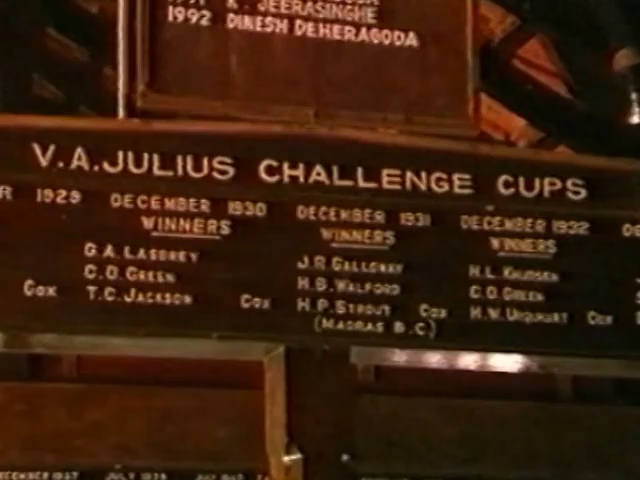 K. JEERASINGHE
1992 DINESH DEHERAGODA
V.A.JULIUS CHALLENGE CUPS
R 1929 DECEMBER 1930 DECEMBER 1931 DECEMBER 1932
WINNERS WINNERS WINNERS
G.A. LASBREY J.R. GALLOWAY H.L. KNUDSEN
C.O. GREEN H.B. WALFORD C.O. GREEN
Cox T.C. JACKSON Cox H.P. STROUT Cox H.W. URQUHART Cox
(MADRAS B.C.)